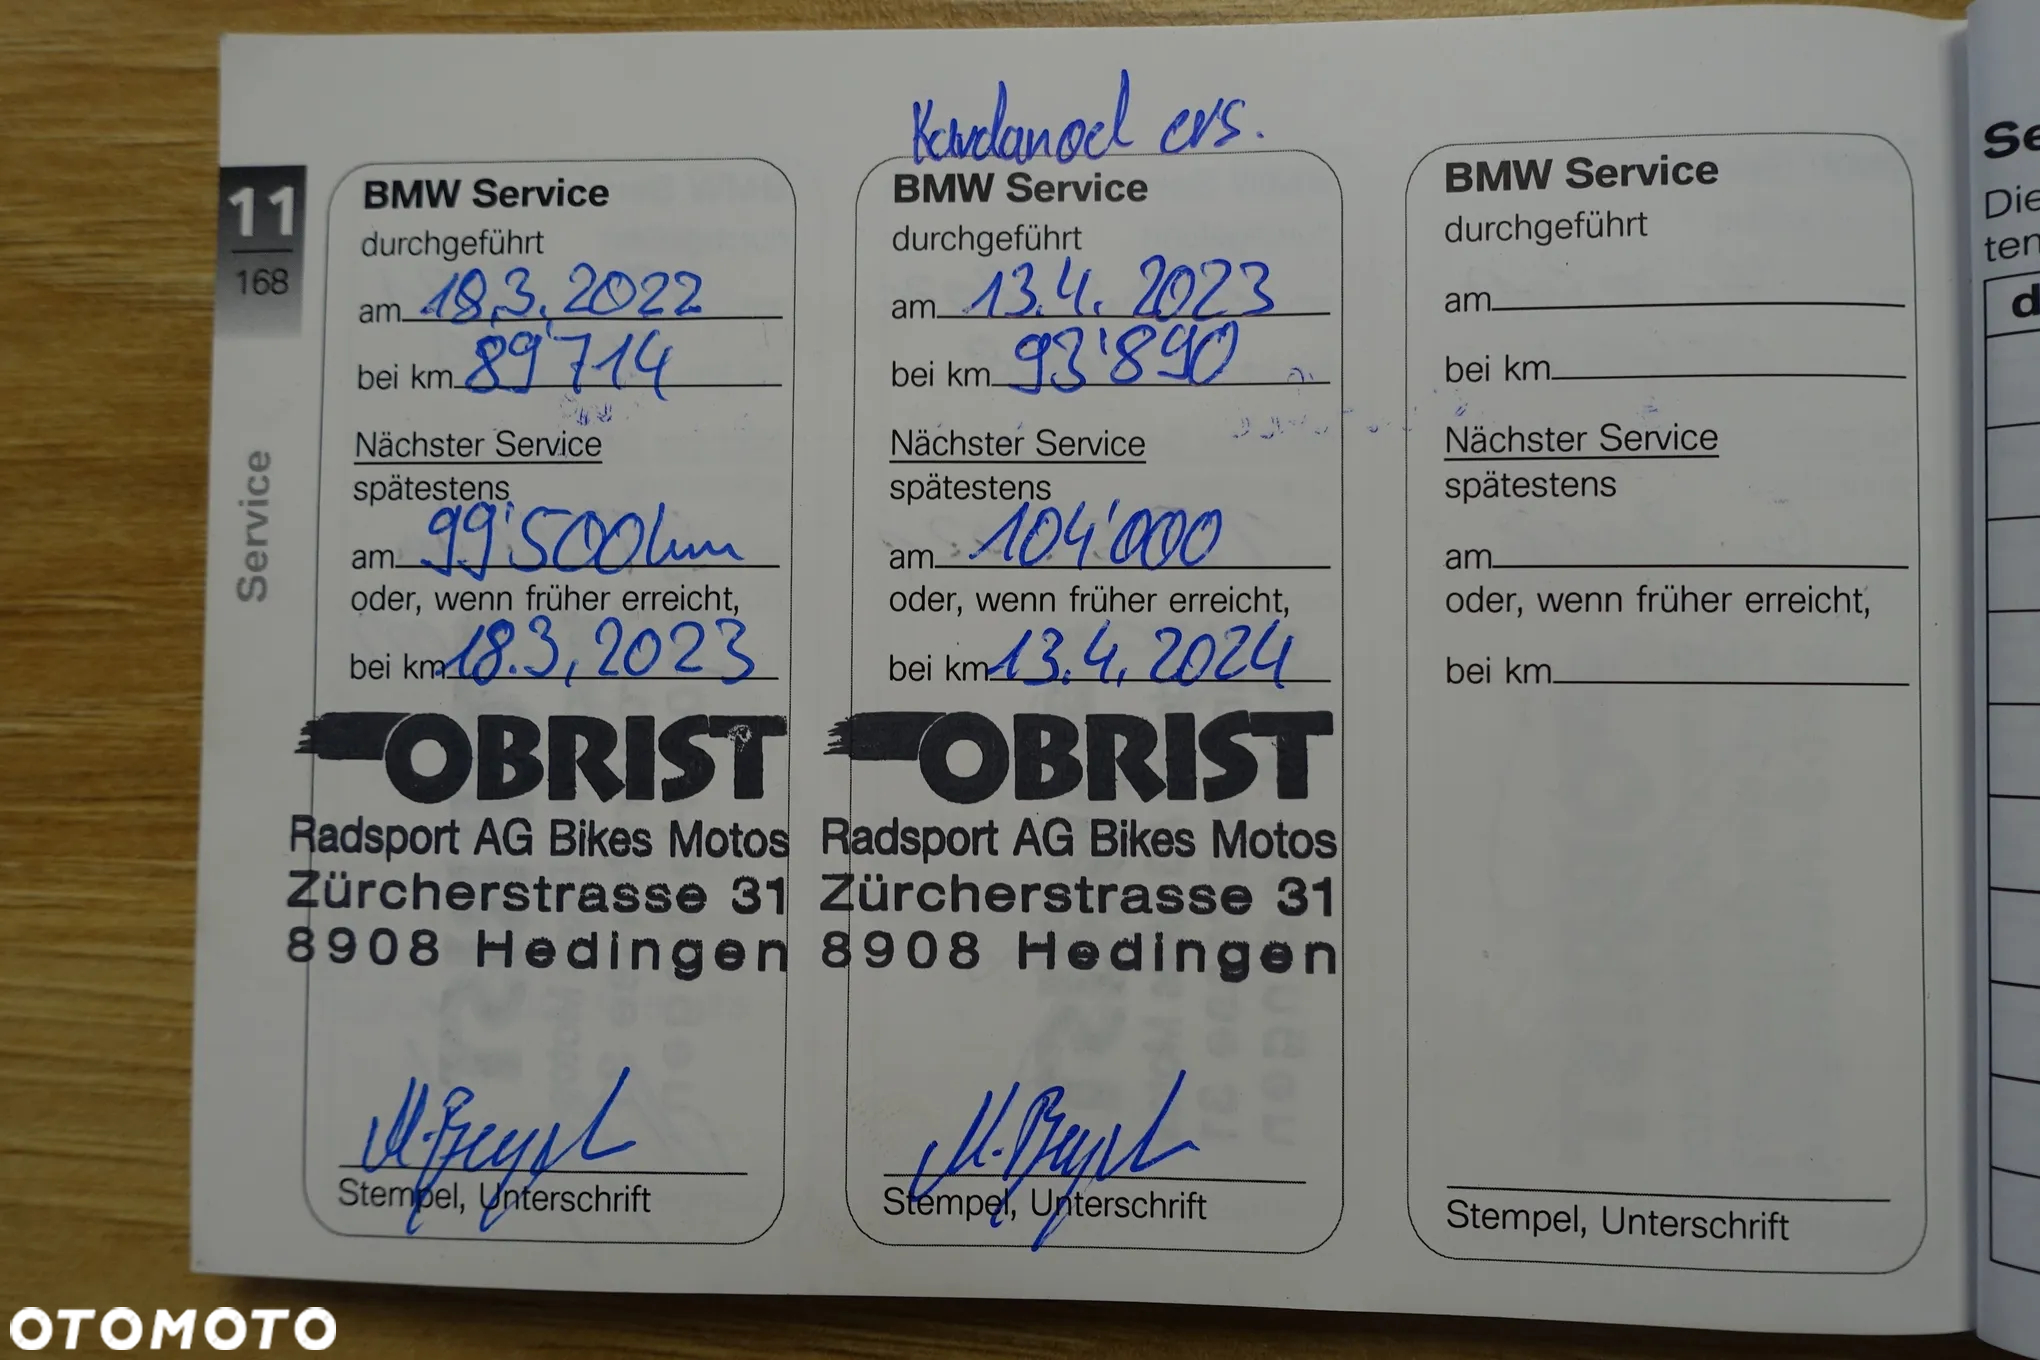 11
168
Service
Kardanoel ers.
BMW Service
durchgeführt
am 18.3.2022
bei km 89'714
Nächster Service
spätestens
am 99'500km
oder, wenn früher erreicht,
bei km 18.3.2023
OBRIST
Radsport AG Bikes Motos
Zürcherstrasse 31
8908 Hedingen
Stempel, Unterschrift
BMW Service
durchgeführt
am 13.4.2023
bei km 93'890
Nächster Service
spätestens
am 104'000
oder, wenn früher erreicht,
bei km 13.4.2024
OBRIST
Radsport AG Bikes Motos
Zürcherstrasse 31
8908 Hedingen
Stempel, Unterschrift
BMW Service
durchgeführt
am
bei km
Nächster Service
spätestens
am
oder, wenn früher erreicht,
bei km
Stempel, Unterschrift
Se
Die
ten
d
OTOMOTO